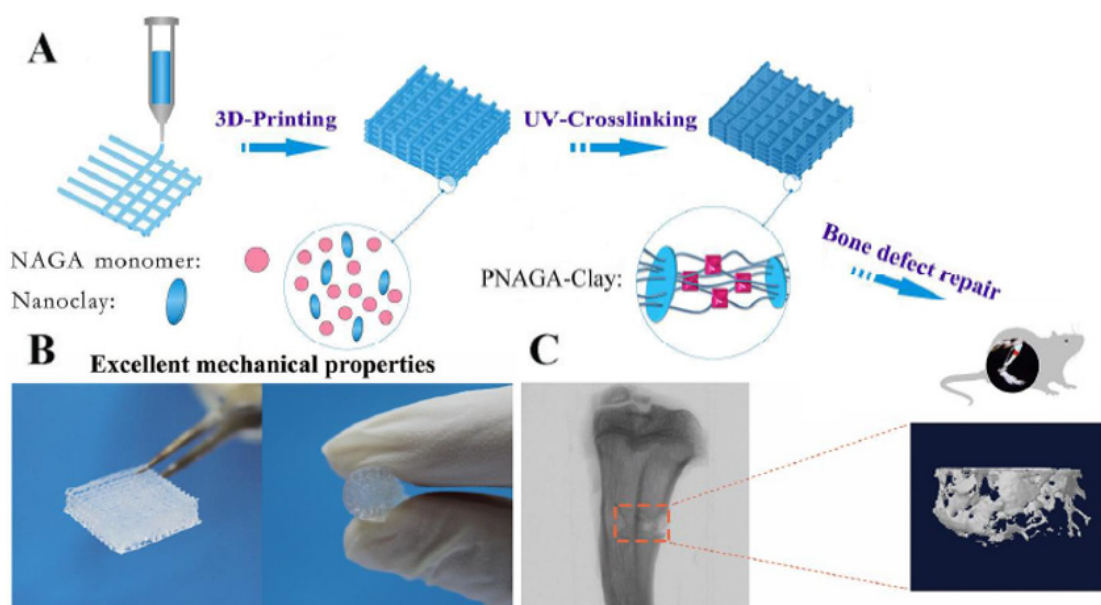 A
3D-Printing
UV-Crosslinking
NAGA monomer:
Nanoclay:
PNAGA-Clay:
Bone defect repair
B
Excellent mechanical properties
C